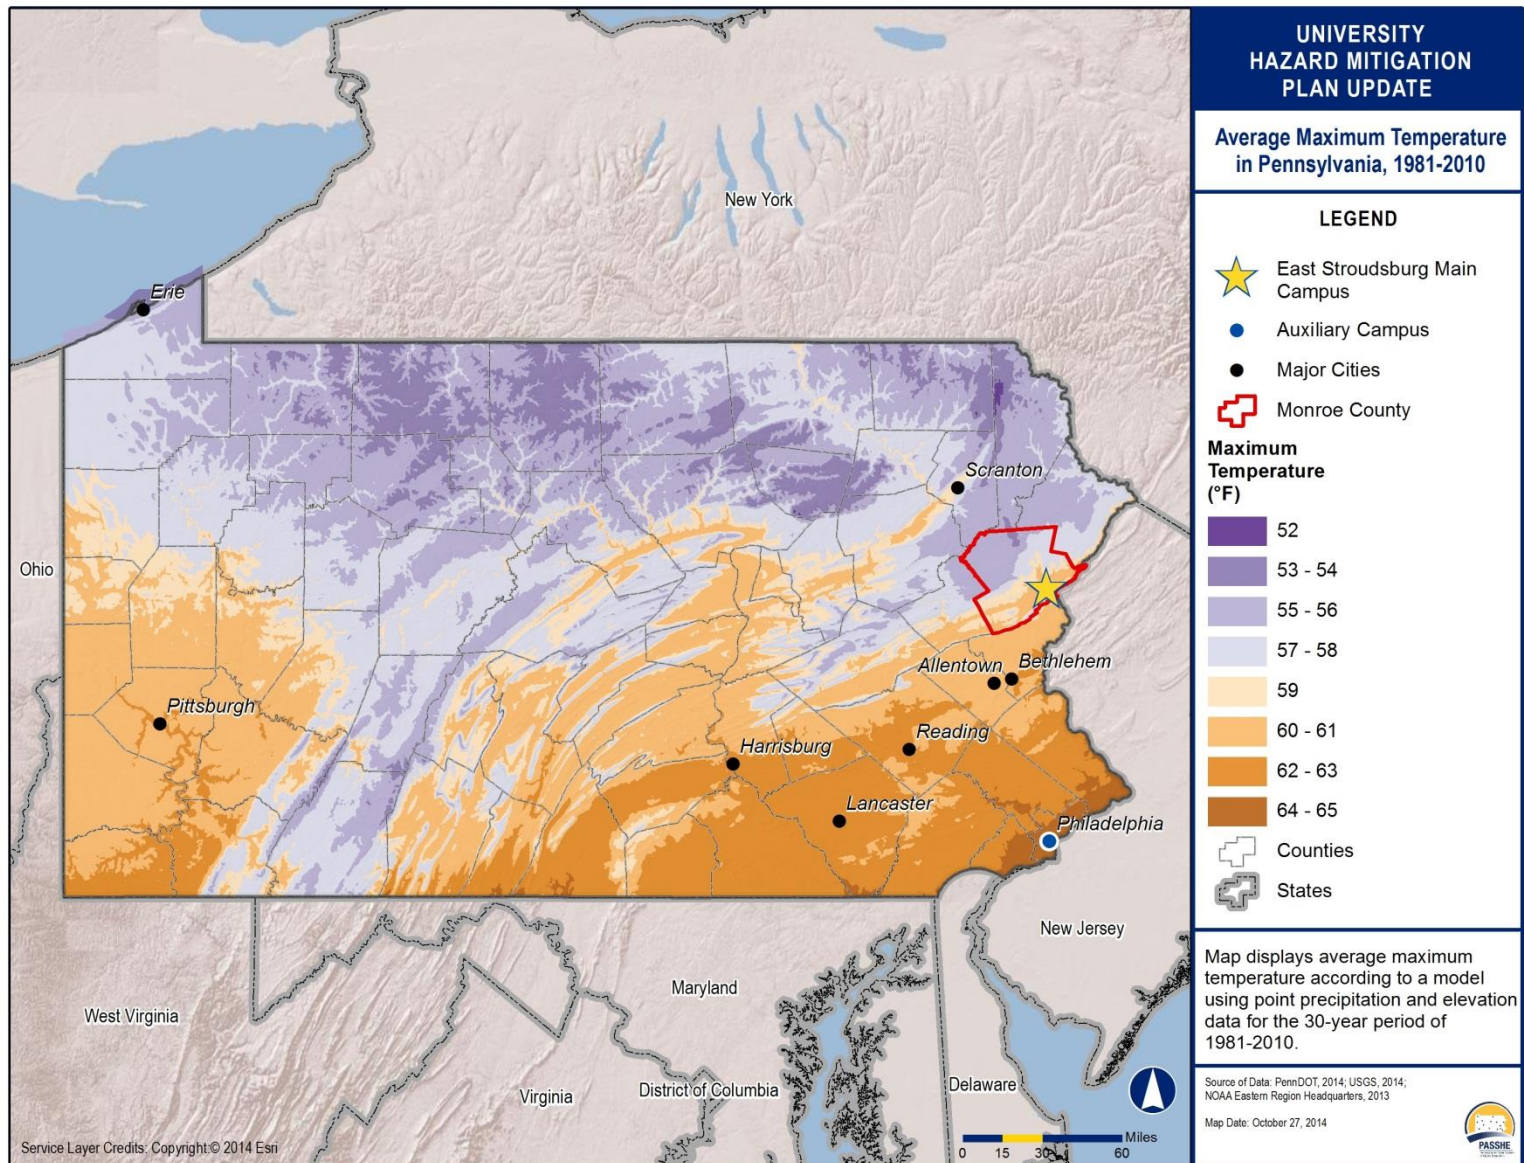 UNIVERSITY
HAZARD MITIGATION
PLAN UPDATE
Average Maximum Temperature
in Pennsylvania, 1981-2010
LEGEND
East Stroudsburg Main
Campus
Auxiliary Campus
Major Cities
Monroe County
Maximum
Temperature
(°F)
52
53 - 54
55 - 56
57 - 58
59
60 - 61
62 - 63
64 - 65
Counties
States
Map displays average maximum
temperature according to a model
using point precipitation and elevation
data for the 30-year period of
1981-2010.
Source of Data: PennDOT, 2014; USGS, 2014;
NOAA Eastern Region Headquarters, 2013
Map Date: October 27, 2014
PASSHE
New York
Erie
Scranton
Ohio
Allentown
Bethlehem
Pittsburgh
Reading
Harrisburg
Lancaster
Philadelphia
New Jersey
Maryland
West Virginia
Virginia
District of Columbia
Delaware
Miles
0 15 30 60
Service Layer Credits: Copyright:© 2014 Esri